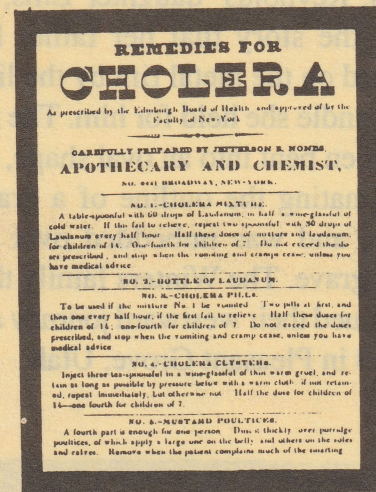 REMEDIES FOR
CHOLERA
As prescribed by the Edinburgh Board of Health and approved of by the
Faculty of New-York
CAREFULLY PREPARED BY JEFFERSON B. NONES,
APOTHECARY AND CHEMIST,
NO. BROADWAY, NEW-YORK.
NO. 1.—CHOLERA MIXTURE.
A table-spoonful with 60 drops of Laudanum, in half a wine-glassful of
cold water. If this fail to relieve, repeat two spoonsful with 30 drops of
Laudanum every half hour. Half these doses of mixture and laudanum,
for children of 14. One-fourth for children of 7. Do not exceed the do-
ses prescribed, and stop when the vomiting and cramps cease, unless you
have medical advice
NO. 2.—BOTTLE OF LAUDANUM.
NO. 3.—CHOLERA PILLS.
To be used if the mixture No 1 be vomited. Two pills at first, and
then one every half hour, if the first fail to relieve. Half these doses for
children of 14; one-fourth for children of 7. Do not exceed the doses
prescribed, and stop when the vomiting and cramp cease, unless you have
medical advice
NO. 4.—CHOLERA CLYSTERS.
Inject three tea-spoonsful in a wine-glassful of thin warm gruel, and re-
tain as long as possible by pressure below with a warm cloth; if not retain-
ed, repeat immediately, but otherwise not. Half the dose for children of
14—one fourth for children of 7.
NO. 5.—MUSTARD POULTICES.
A fourth part is enough for one person. Dust it thickly over porridge
poultices, of which apply a large one on the belly and others on the soles
and calves. Remove when the patient complains much of the smarting